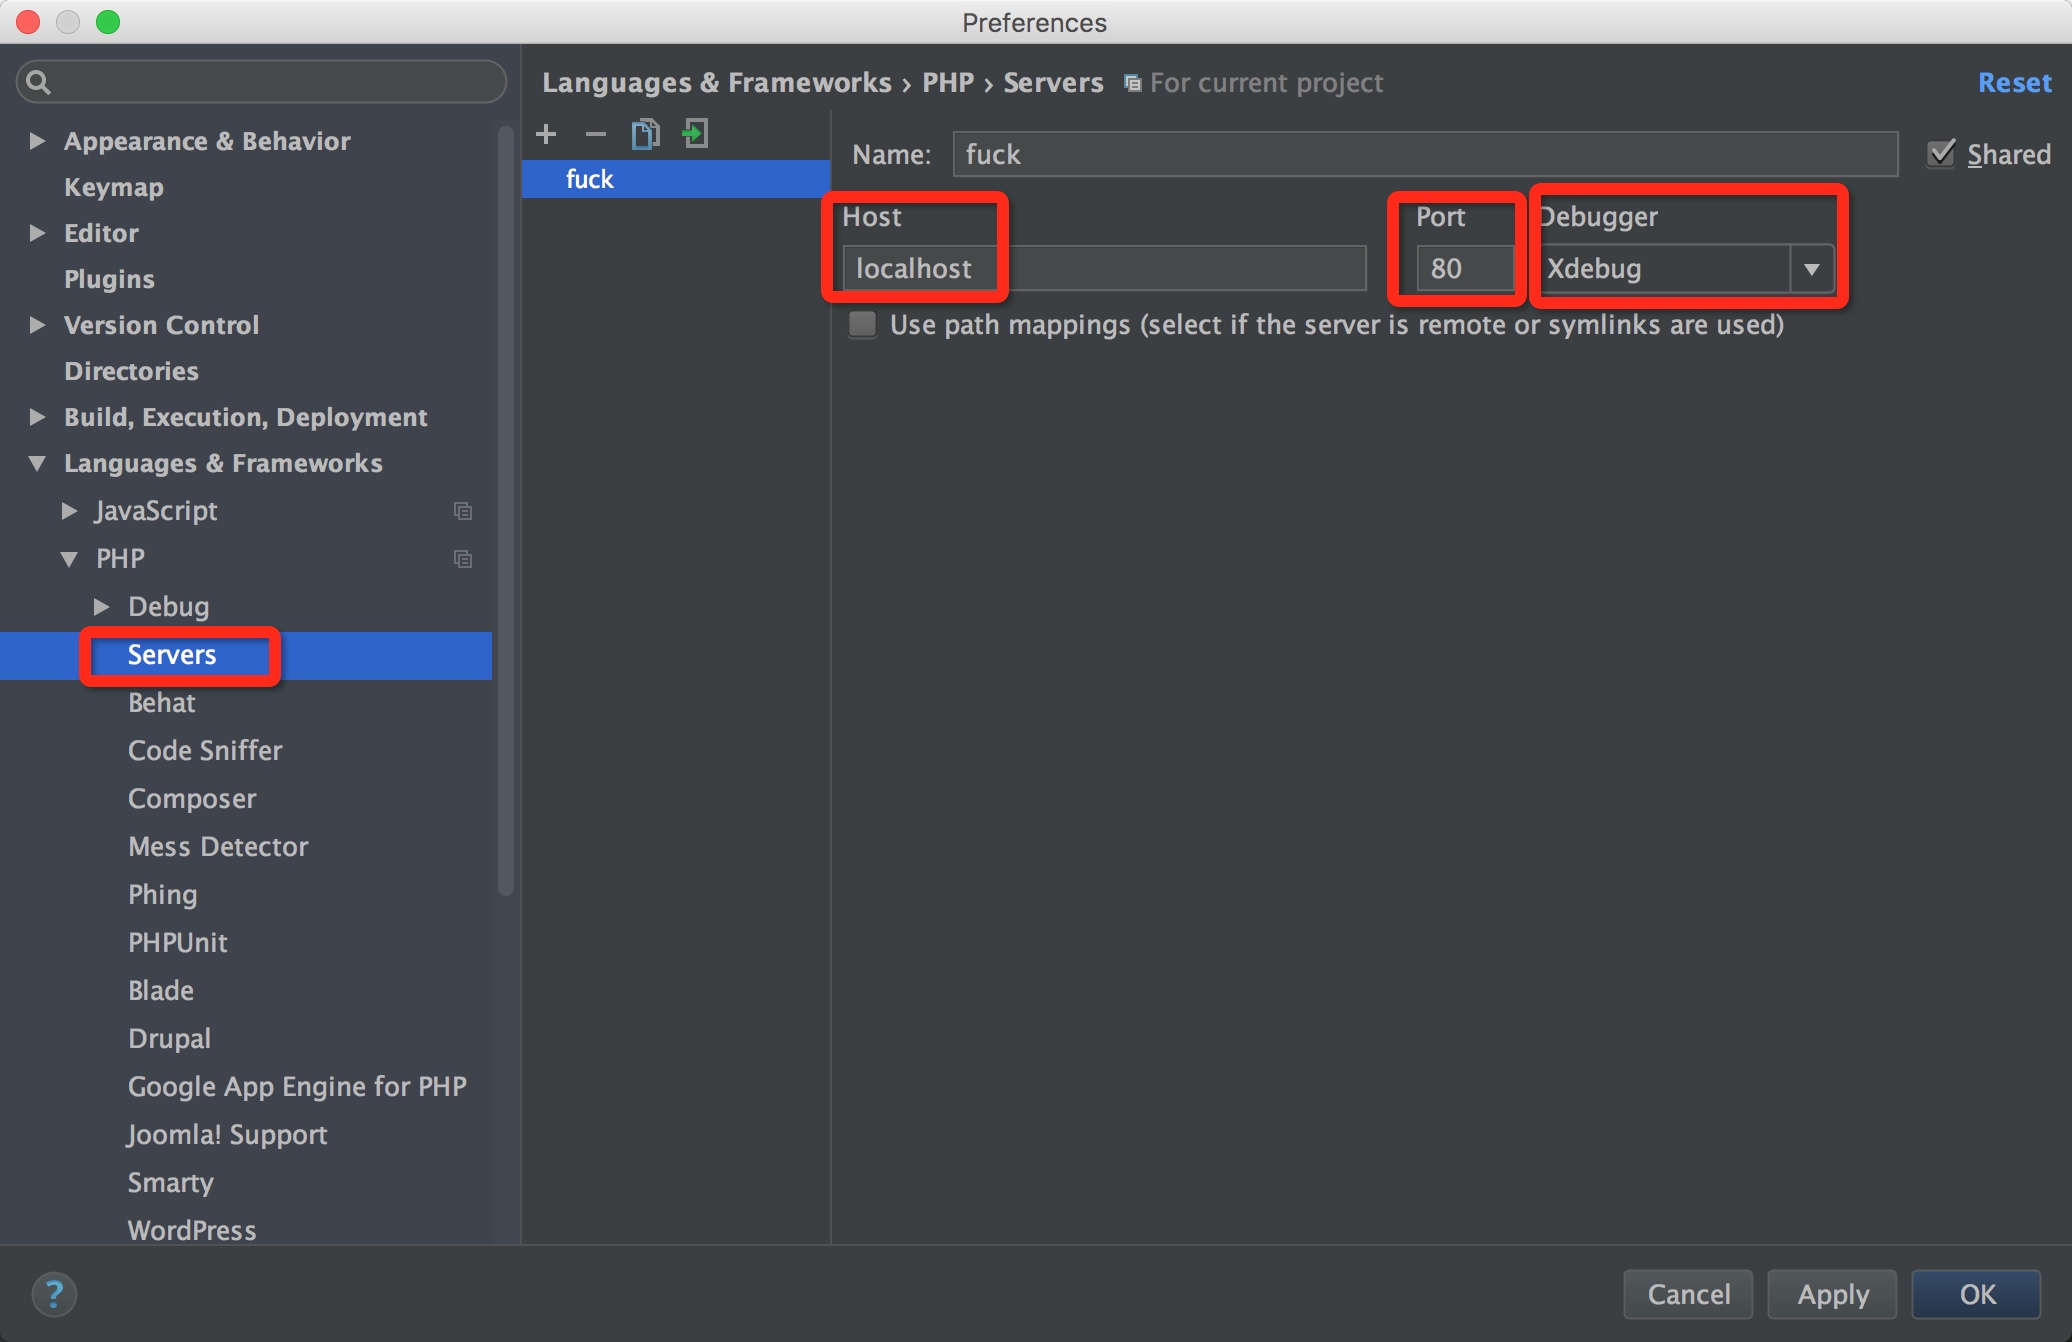 Preferences
Languages & Frameworks › PHP › Servers For current project Reset
Appearance & Behavior
Keymap
Editor
Plugins
Version Control
Directories
Build, Execution, Deployment
Languages & Frameworks
JavaScript
PHP
Debug
Servers
Behat
Code Sniffer
Composer
Mess Detector
Phing
PHPUnit
Blade
Drupal
Google App Engine for PHP
Joomla! Support
Smarty
WordPress
fuck
Name: fuck Shared
Host Port Debugger
localhost 80 Xdebug
Use path mappings (select if the server is remote or symlinks are used)
? Cancel Apply OK